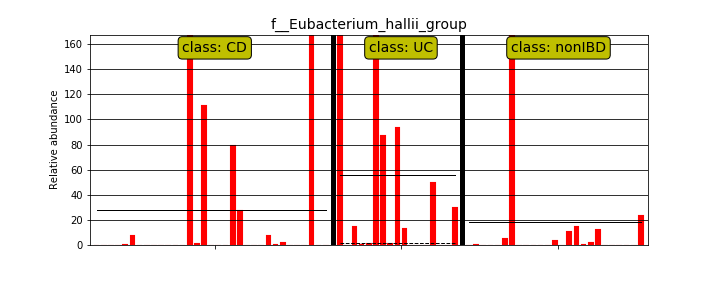 f__Eubacterium_hallii_group
class: CD
class: UC
class: nonIBD
Relative abundance
160
140
120
100
80
60
40
20
0